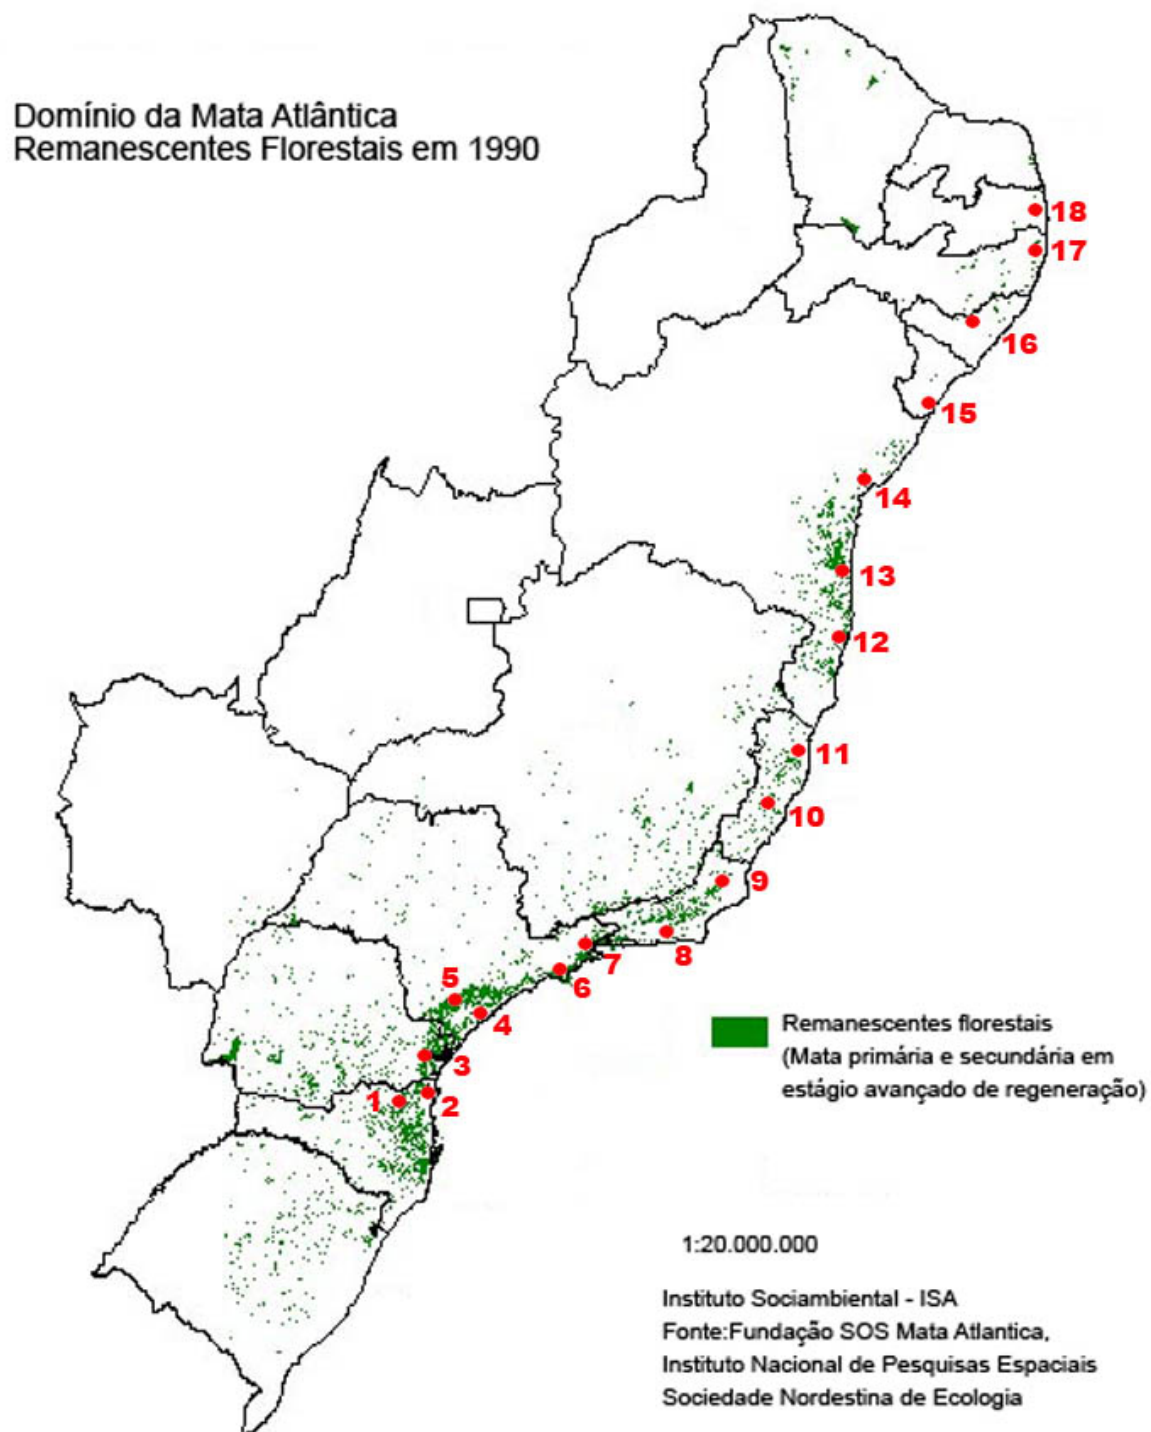 Domínio da Mata Atlântica
Remanescentes Florestais em 1990
18
17
16
15
14
13
12
11
10
9
8
7
6
5
4
3
2
1
Remanescentes florestais
(Mata primária e secundária em
estágio avançado de regeneração)
1:20.000.000
Instituto Sociambiental - ISA
Fonte:Fundação SOS Mata Atlantica,
Instituto Nacional de Pesquisas Espaciais
Sociedade Nordestina de Ecologia